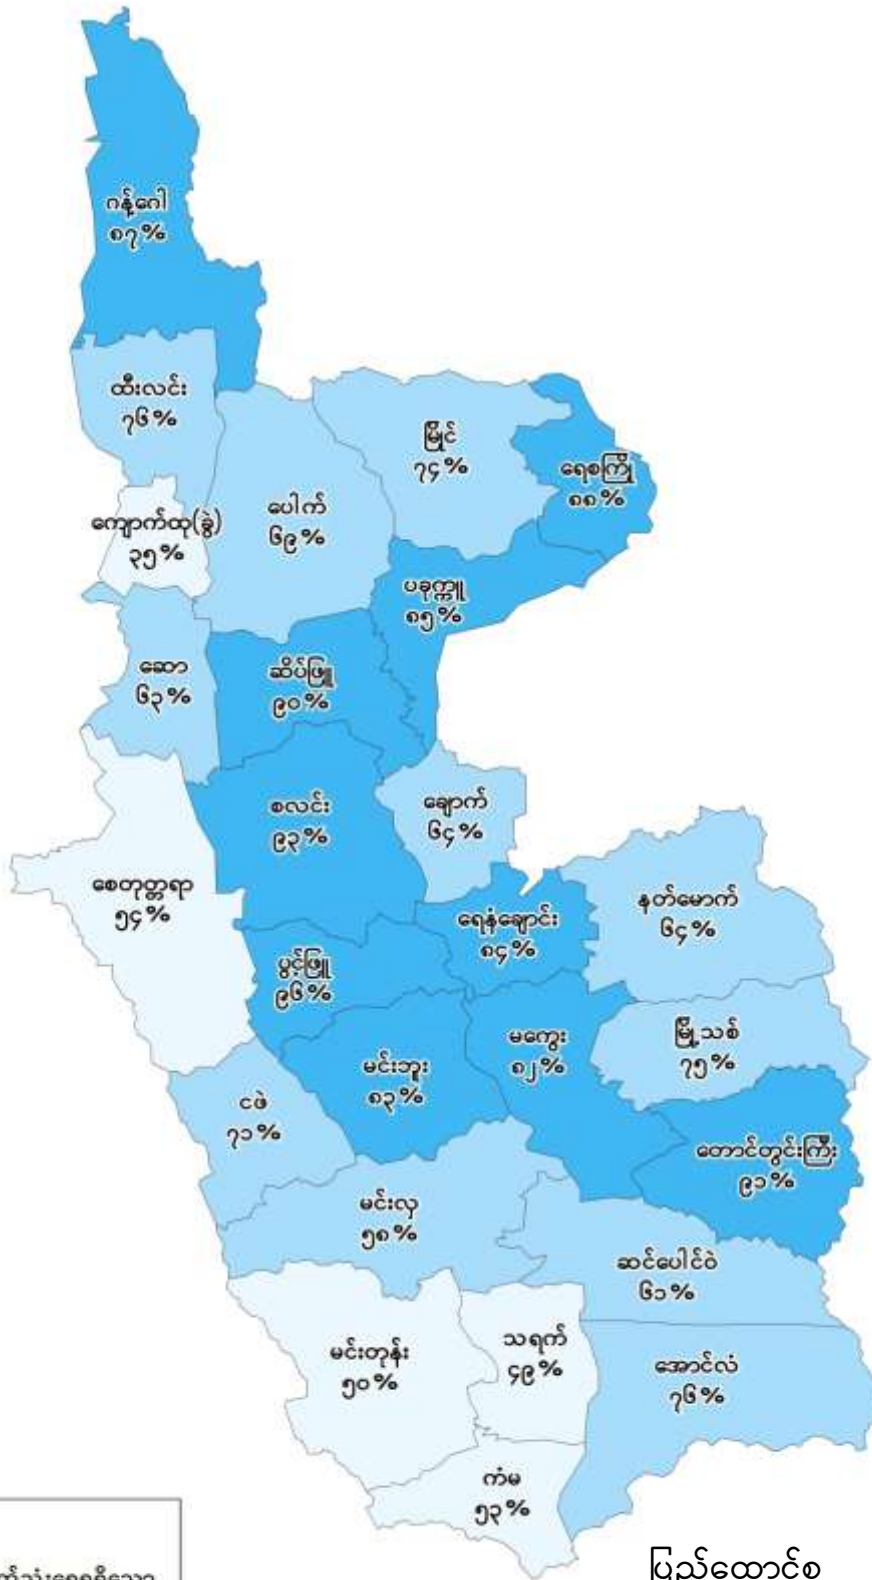 ဂန့်ဂေါ
၈၇%
ထီးလင်း
၇၆%
မြိုင်
၇၄%
ရေစကြို
၈၈%
ကျောက်ထု(ခွဲ)
၃၅%
ပေါက်
၆၉%
ပခုက္ကူ
၈၅%
ဆော
၆၃%
ဆိပ်ဖြူ
၉၀%
စလင်း
၉၃%
ချောက်
၆၄%
စေတုတ္တရာ
၅၄%
ရေနံချောင်း
၈၄%
နတ်မောက်
၆၄%
ပွင့်ဖြူ
၉၆%
မင်းဘူး
၈၃%
မကွေး
၈၂%
မြို့သစ်
၇၅%
ငဖဲ
၇၁%
တောင်တွင်းကြီး
၉၁%
မင်းလှ
၅၈%
ဆင်ပေါင်ဝဲ
၆၁%
မင်းတုန်း
၅၀%
သရက်
၄၉%
အောင်လံ
၇၆%
ကံမ
၅၃%
ပြည်ထောင်စု